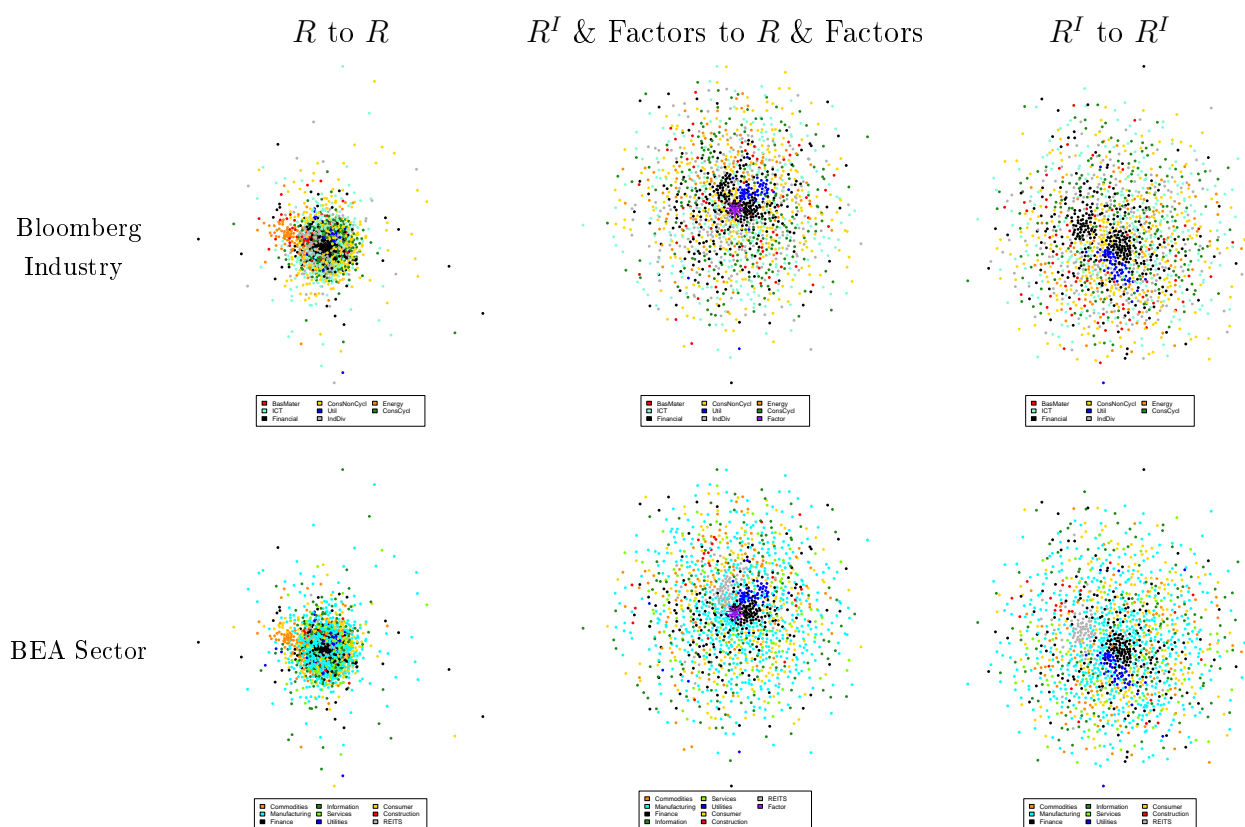 R to R
R^I & Factors to R & Factors
R^I to R^I
Bloomberg
Industry
BasMater ConsNonCycl Energy
ICT Util ConsCycl
Financial IndDiv
BasMater ConsNonCycl Energy
ICT Util ConsCycl
Financial IndDiv Factor
BasMater ConsNonCycl Energy
ICT Util ConsCycl
Financial IndDiv
BEA Sector
Commodities Information Consumer
Manufacturing Services Construction
Finance Utilities REITS
Commodities Services REITS
Manufacturing Utilities Factor
Finance Consumer
Information Construction
Commodities Information Consumer
Manufacturing Services Construction
Finance Utilities REITS